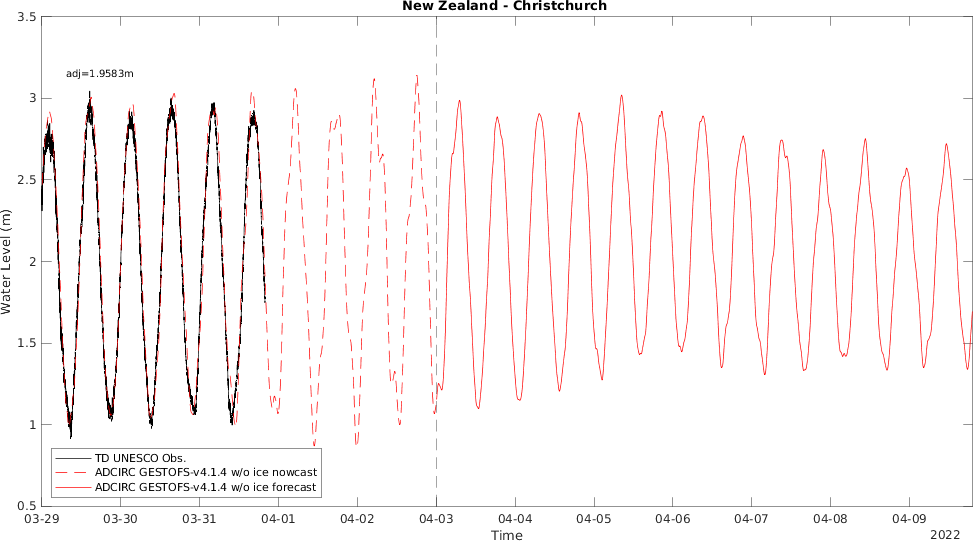 New Zealand - Christchurch
3.5
3
2.5
2
1.5
1
0.5
Water Level (m)
adj=1.9583m
TD UNESCO Obs.
ADCIRC GESTOFS-v4.1.4 w/o ice nowcast
ADCIRC GESTOFS-v4.1.4 w/o ice forecast
03-29 03-30 03-31 04-01 04-02 04-03 04-04 04-05 04-06 04-07 04-08 04-09
Time
2022